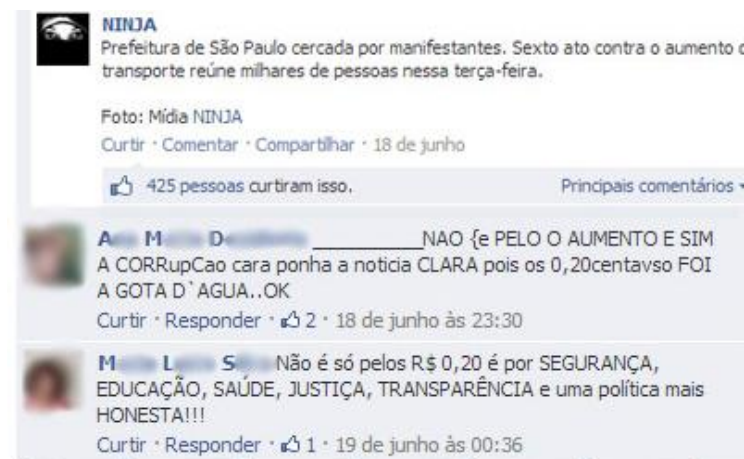 NINJA
Prefeitura de São Paulo cercada por manifestantes. Sexto ato contra o aumento
transporte reúne milhares de pessoas nessa terça-feira.
Foto: Mídia NINJA
Curtir · Comentar · Compartilhar · 18 de junho
425 pessoas curtiram isso. Principais comentários
A M D ___________NAO {e PELO O AUMENTO E SIM
A CORRupCao cara ponha a noticia CLARA pois os 0,20centavso FOI
A GOTA D`AGUA..OK
Curtir · Responder · 2 · 18 de junho às 23:30
M L S Não é só pelos R$ 0,20 é por SEGURANÇA,
EDUCAÇÃO, SAÚDE, JUSTIÇA, TRANSPARÊNCIA e uma política mais
HONESTA!!!
Curtir · Responder · 1 · 19 de junho às 00:36